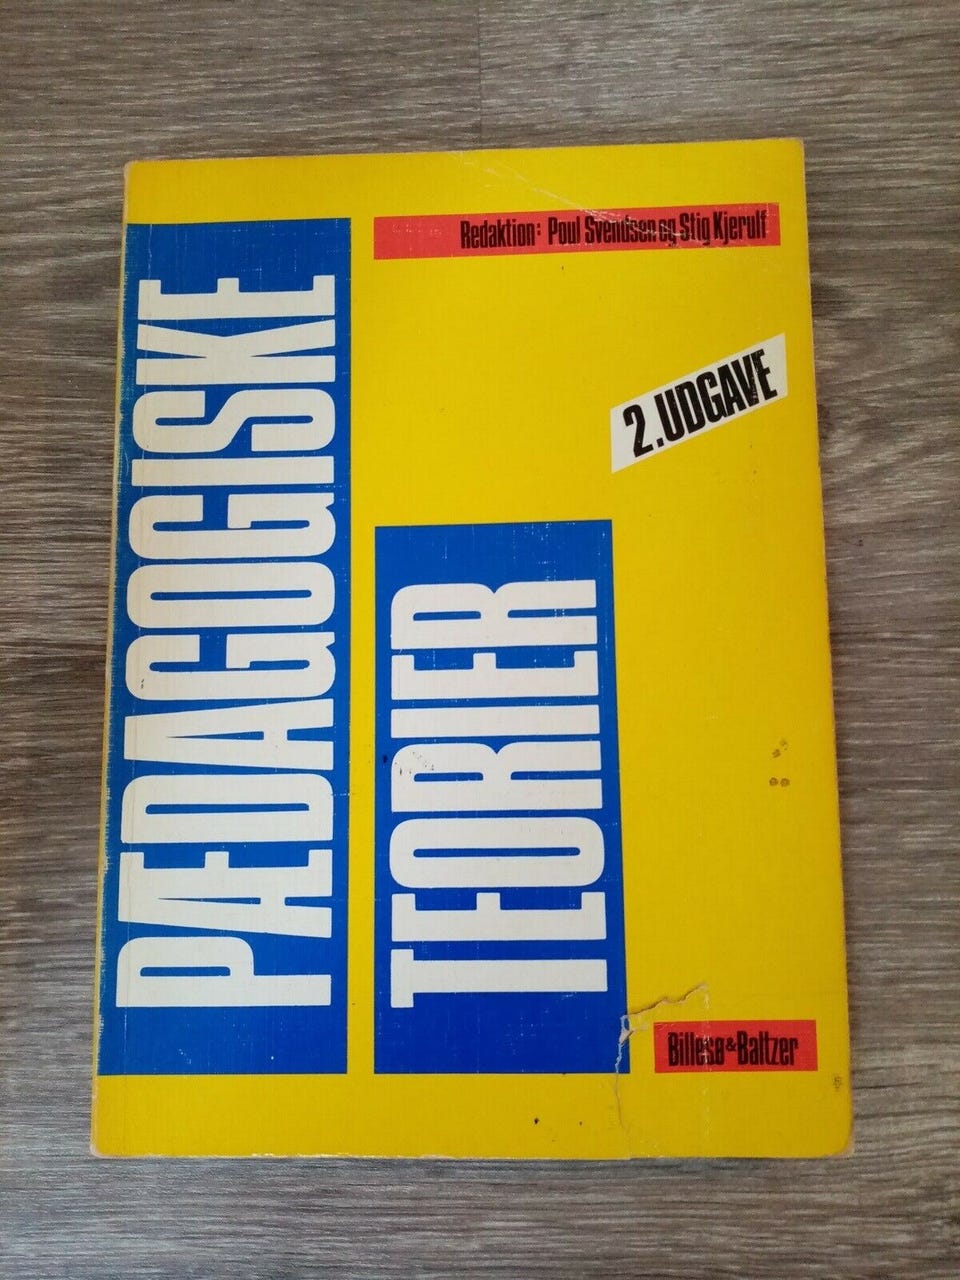 Redaktion: Poul Svendsen og Stig Kjerulf
PÆDAGOGISKE
TEORIER
2. UDGAVE
Billesø & Baltzer